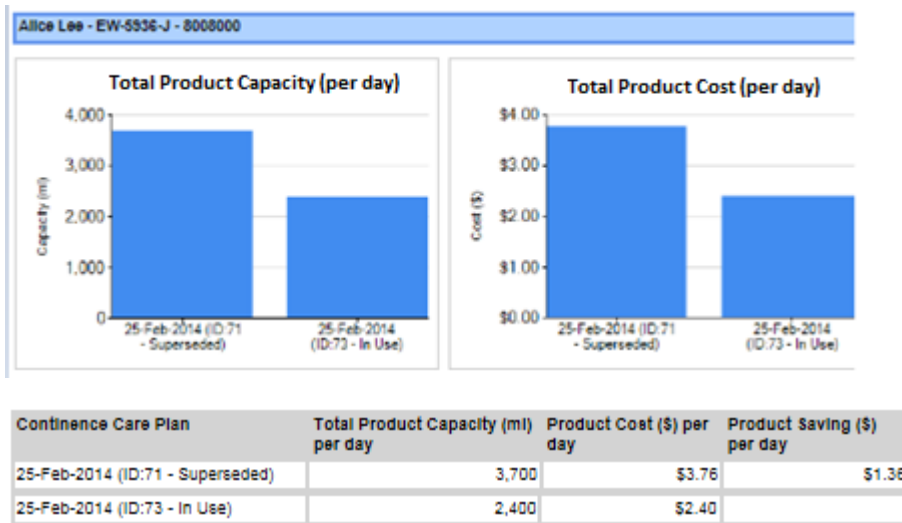 Alice Lee - EW-5936-J - 8008000
Total Product Capacity (per day)
4,000
3,000
2,000
1,000
0
Capacity (ml)
25-Feb-2014 (ID:71
- Superseded)
25-Feb-2014
(ID:73 - In Use)
Total Product Cost (per day)
$4.00
$3.00
$2.00
$1.00
$0.00
Cost ($)
25-Feb-2014 (ID:71
- Superseded)
25-Feb-2014
(ID:73 - In Use)
Continence Care Plan Total Product Capacity (ml) Product Cost ($) per Product Saving ($)
per day day per day
25-Feb-2014 (ID:71 - Superseded) 3,700 $3.76 $1.36
25-Feb-2014 (ID:73 - In Use) 2,400 $2.40